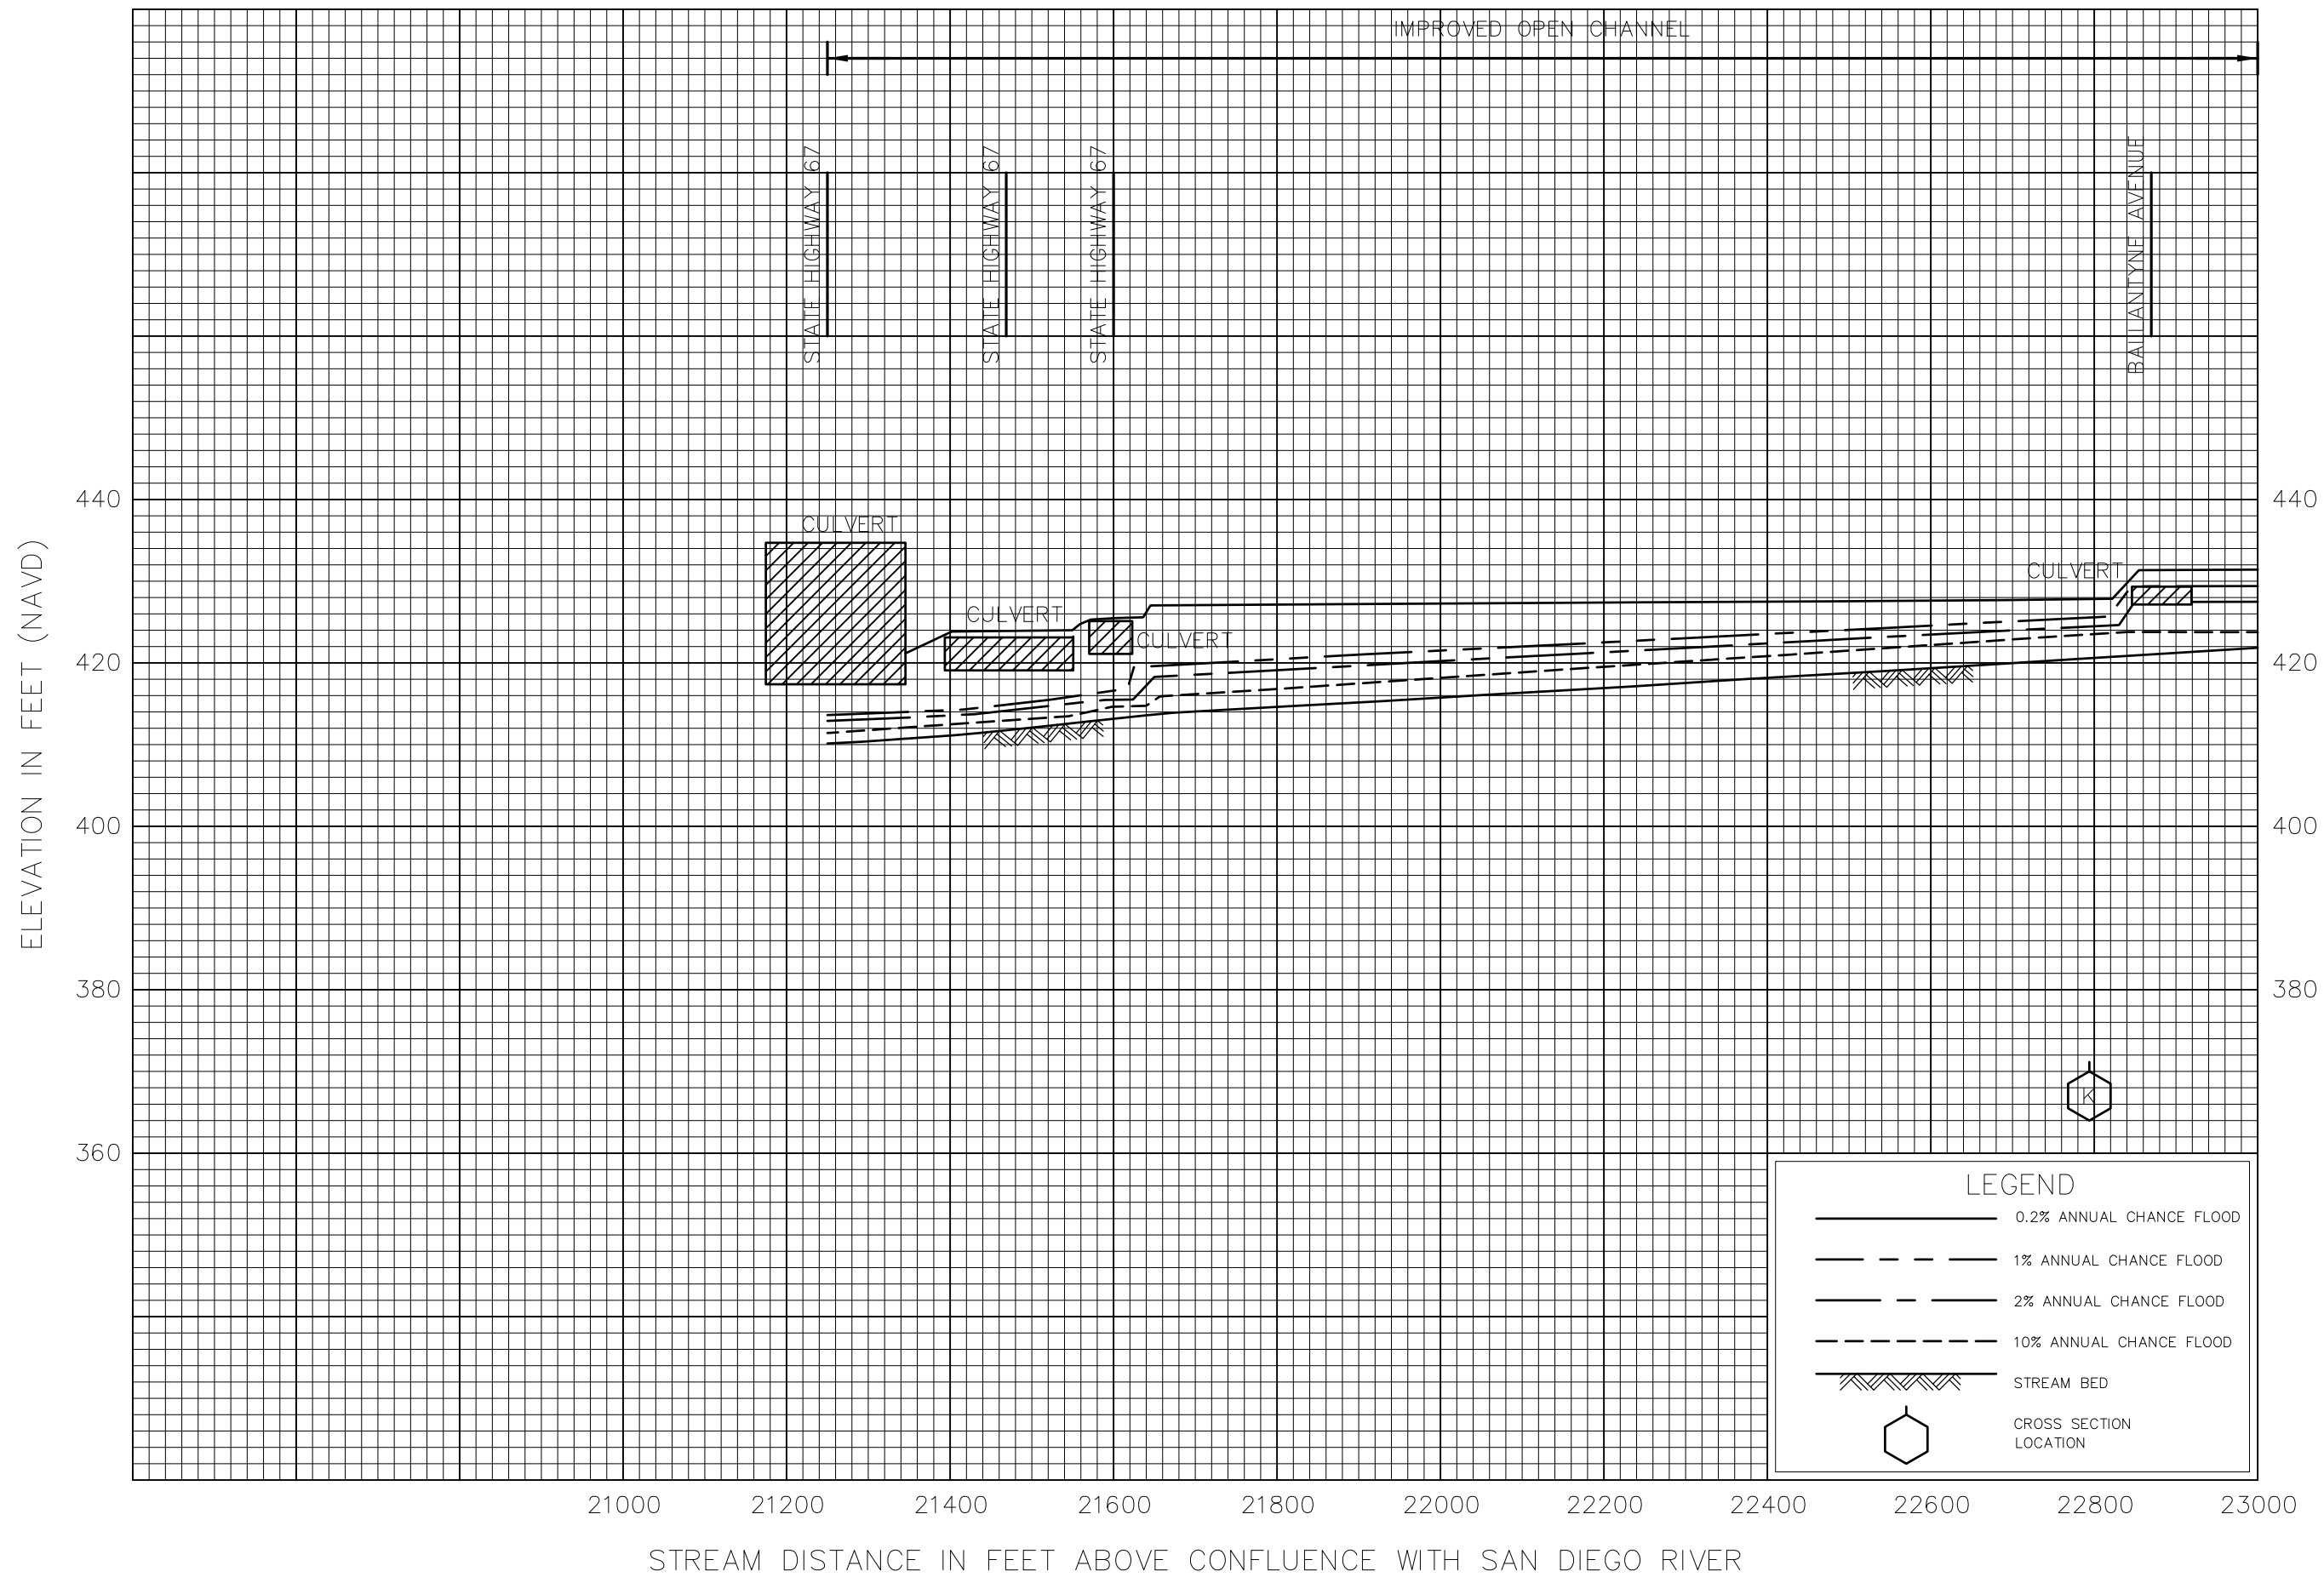 IMPROVED OPEN CHANNEL
STATE HIGHWAY 67
STATE HIGHWAY 67
STATE HIGHWAY 67
BALLANTYNE AVENUE
ELEVATION IN FEET (NAVD)
440
440
CULVERT
CULVERT
CULVERT
CULVERT
420
420
400
400
380
380
K
360
LEGEND
0.2% ANNUAL CHANCE FLOOD
1% ANNUAL CHANCE FLOOD
2% ANNUAL CHANCE FLOOD
10% ANNUAL CHANCE FLOOD
STREAM BED
CROSS SECTION
LOCATION
21000 21200 21400 21600 21800 22000 22200 22400 22600 22800 23000
STREAM DISTANCE IN FEET ABOVE CONFLUENCE WITH SAN DIEGO RIVER